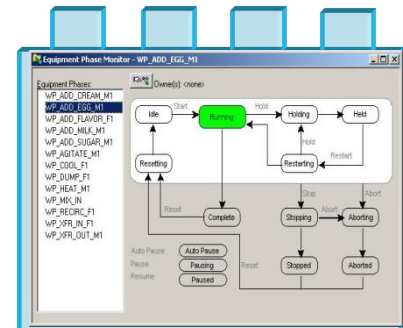 Equipment Phase Monitor - WP_ADD_EGG_M1
Equipment Phases:
Owner(s): <none>
WP_ADD_CREAM_M1
WP_ADD_EGG_M1
WP_ADD_FLAVOR_F1
WP_ADD_MILK_M1
WP_ADD_SUGAR_M1
WP_AGITATE_M1
WP_COOL_F1
WP_DUMP_F1
WP_HEAT_M1
WP_MIX_IN
WP_RECIRC_F1
WP_XFR_IN_F1
WP_XFR_OUT_M1
Idle
Start
Running
Hold
Holding
Held
Hold
Restart
Resetting
Restarting
Stop
Abort
Reset
Complete
Stopping
Abort
Aborting
Auto Pause
Auto Pause
Pause
Pausing
Reset
Stopped
Aborted
Resume
Paused